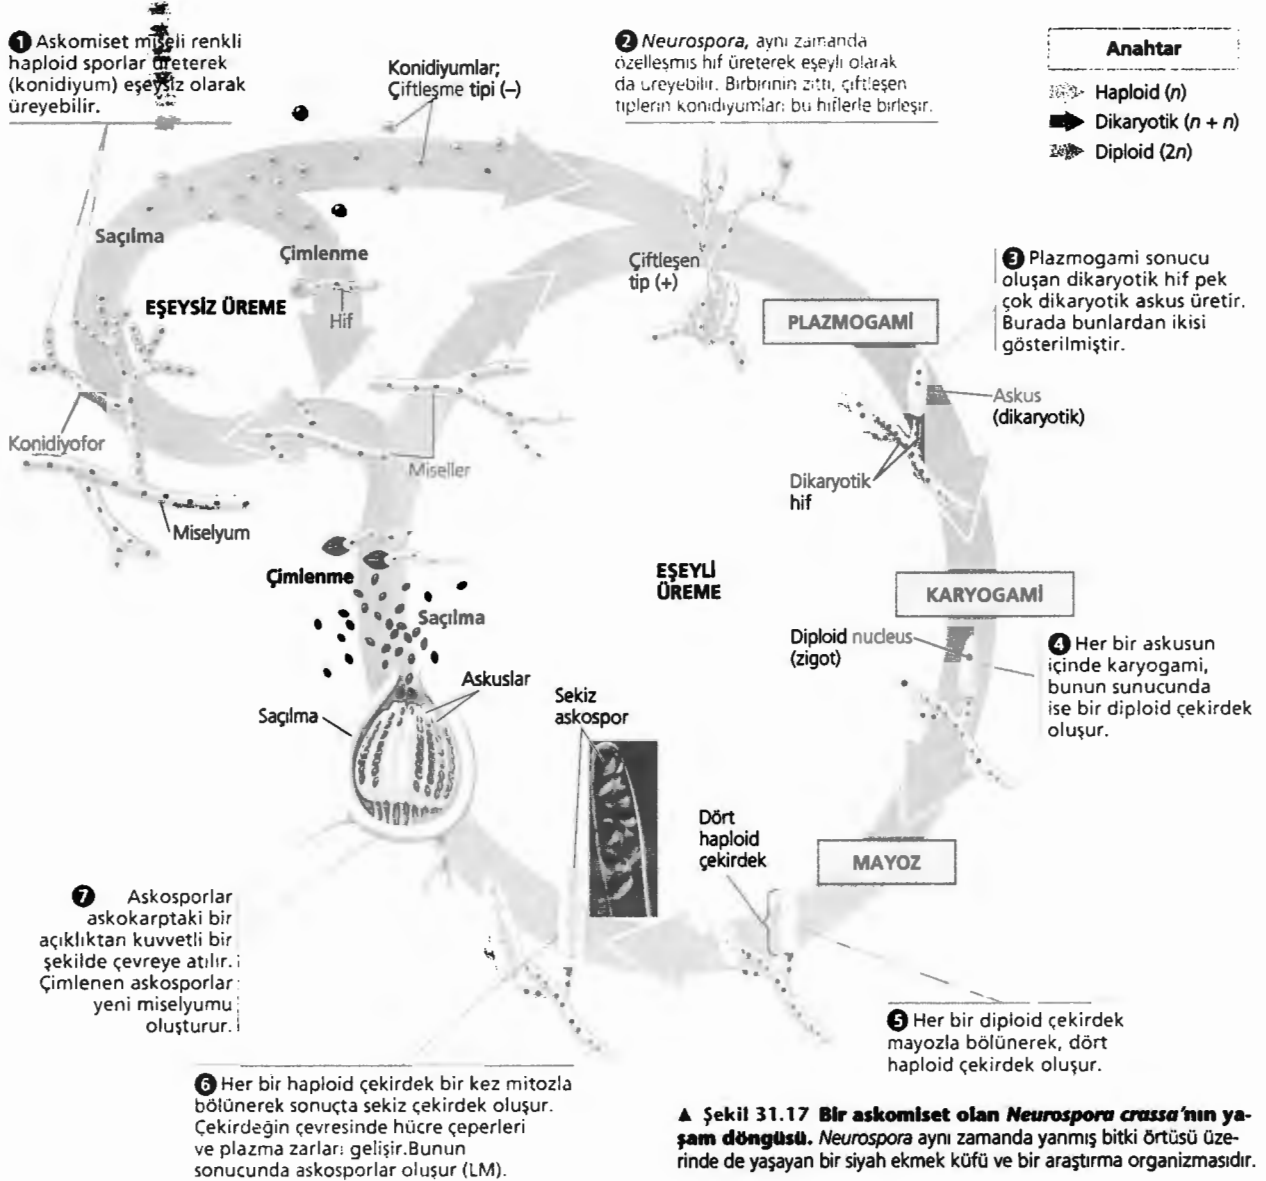 ❶ Askomiset miseli renkli
haploid sporlar üreterek
(konidiyum) eşeysiz olarak
üreyebilir.
Konidiyumlar;
Çiftleşme tipi (–)
❷ Neurospora, aynı zamanda
özelleşmiş hif üreterek eşeyli olarak
da üreyebilir. Birbirinin zıttı, çiftleşen
tiplerin konidiyumları bu hiflerle birleşir.
Anahtar
Haploid (n)
Dikaryotik (n + n)
Diploid (2n)
Saçılma
Çimlenme
EŞEYSİZ ÜREME
Hif
Çiftleşen
tip (+)
PLAZMOGAMİ
❸ Plazmogami sonucu
oluşan dikaryotik hif pek
çok dikaryotik askus üretir.
Burada bunlardan ikisi
gösterilmiştir.
Askus
(dikaryotik)
Konidiyofor
Miseller
Dikaryotik
hif
Miselyum
Çimlenme
EŞEYLİ
ÜREME
KARYOGAMİ
Saçılma
Diploid nucleus
(zigot)
❹ Her bir askusun
içinde karyogami,
bunun sunucunda
ise bir diploid çekirdek
oluşur.
Askuslar
Saçılma
Sekiz
askospor
Dört
haploid
çekirdek
MAYOZ
❼ Askosporlar
askokarptaki bir
açıklıktan kuvvetli bir
şekilde çevreye atılır.
Çimlenen askosporlar
yeni miselyumu
oluşturur.
❺ Her bir diploid çekirdek
mayozla bölünerek, dört
haploid çekirdek oluşur.
❻ Her bir haploid çekirdek bir kez mitozla
bölünerek sonuçta sekiz çekirdek oluşur.
Çekirdeğin çevresinde hücre çeperleri
ve plazma zarları gelişir.Bunun
sonucunda askosporlar oluşur (LM).
▲ Şekil 31.17 Bir askomiset olan Neurospora crassa'nın ya-
şam döngüsü. Neurospora aynı zamanda yanmış bitki örtüsü üze-
rinde de yaşayan bir siyah ekmek küfü ve bir araştırma organizmasıdır.